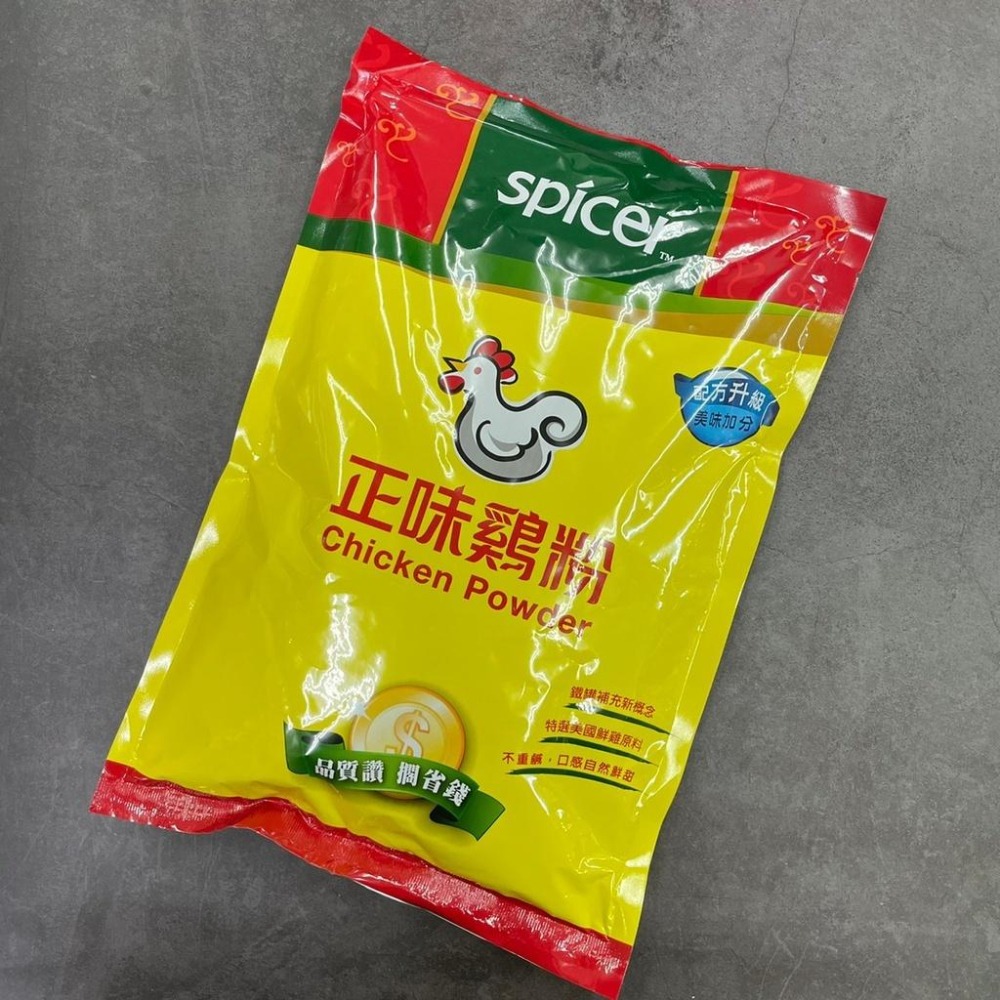 spicer
TM
配方升級
美味加分
正味鷄粉
Chicken Powder
鐵罐補充新概念
特選美國鮮雞原料
不重鹹，口感自然鮮甜
$
品質讚 擱省錢